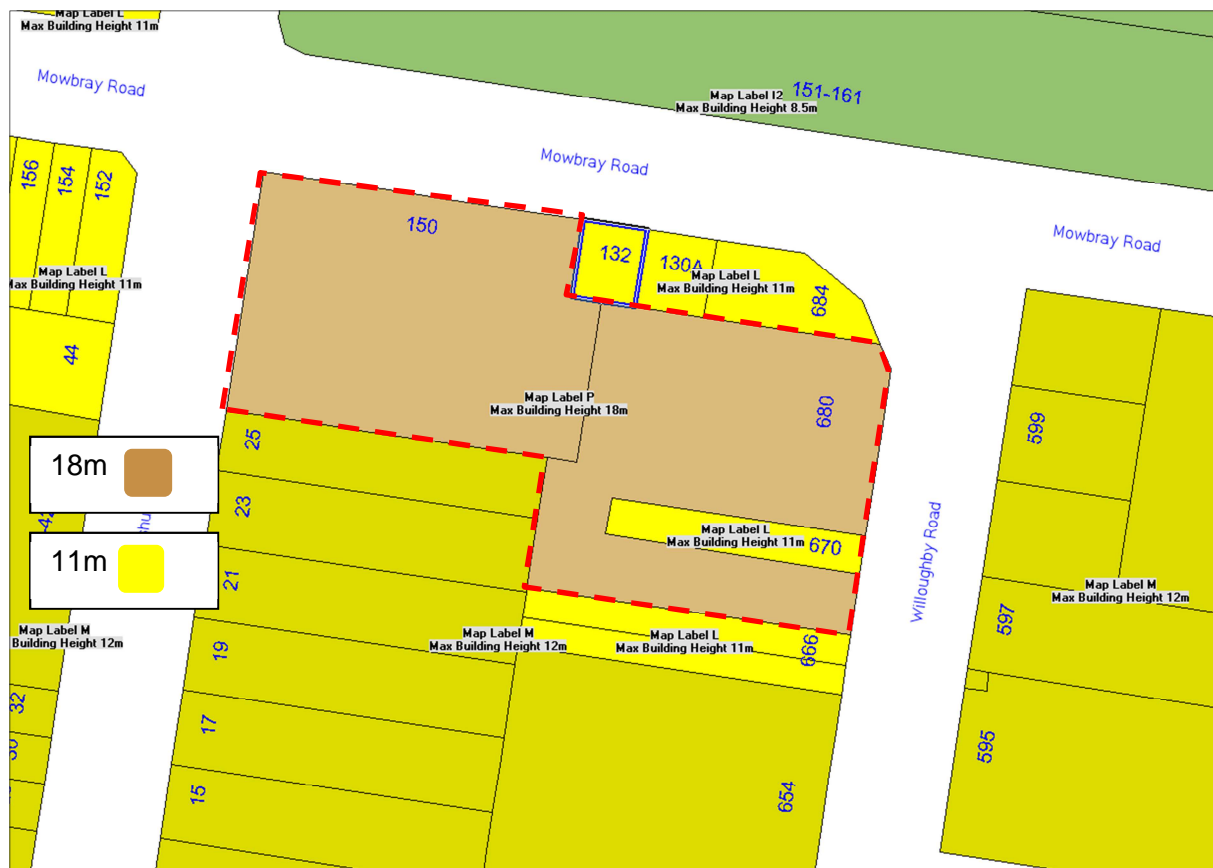 Map Label L
Max Building Height 11m
Mowbray Road
Map Label I2
Max Building Height 8.5m
151-161
Mowbray Road
Mowbray Road
156
154
152
150
132
130A
Map Label L
Max Building Height 11m
684
Map Label L
Max Building Height 11m
44
Map Label P
Max Building Height 18m
680
599
25
18m
23
Map Label L
Max Building Height 11m
670
Willoughby Road
11m
21
Map Label M
Max Building Height 12m
597
Map Label M
Building Height 12m
19
Map Label M
Max Building Height 12m
Map Label L
Max Building Height 11m
666
32
17
595
15
654